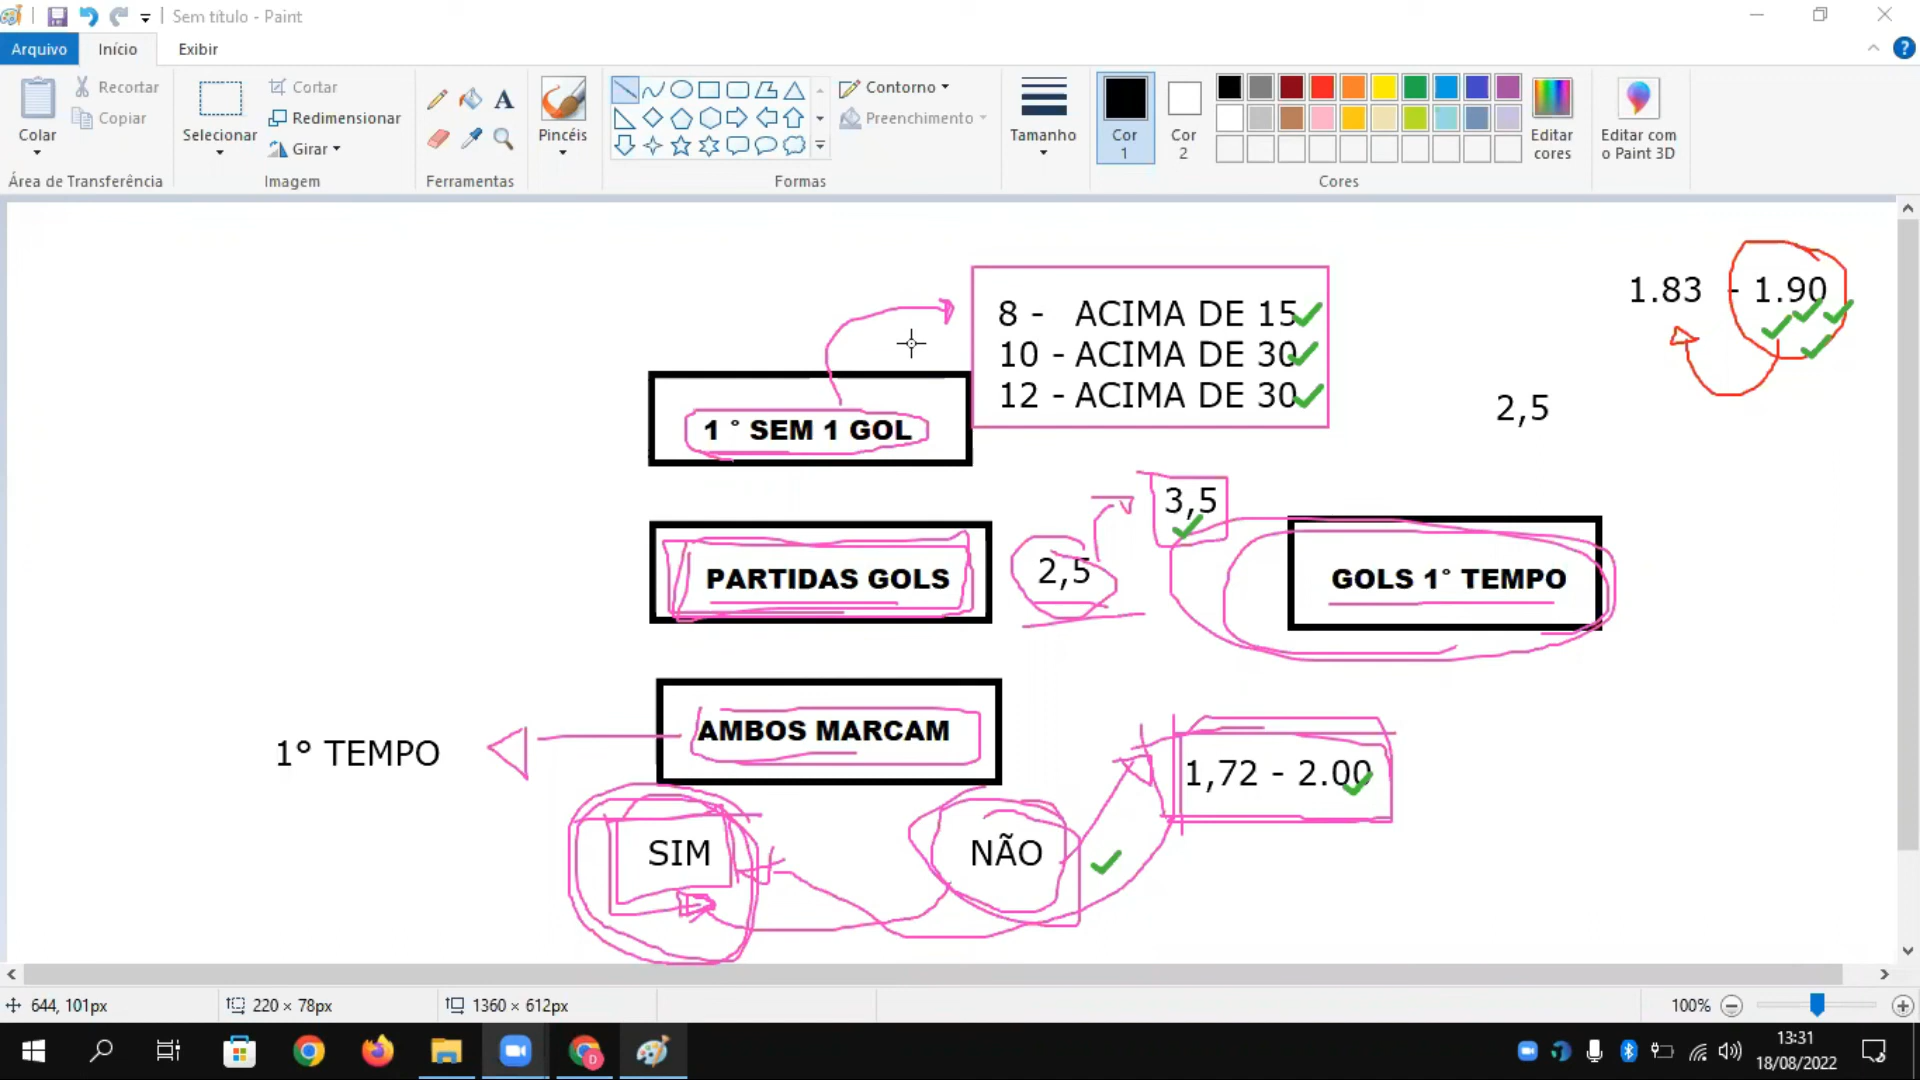 Sem título - Paint
Arquivo
Início
Exibir
Colar
Recortar
Copiar
Área de Transferência
Selecionar
Cortar
Redimensionar
Girar
Imagem
A
Ferramentas
Pincéis
Contorno
Preenchimento
Formas
Tamanho
Cor 1
Cor 2
Editar cores
Cores
Editar com o Paint 3D
8 - ACIMA DE 15
10 - ACIMA DE 30
12 - ACIMA DE 30
1.83 - 1.90
2,5
1 ° SEM 1 GOL
3,5
PARTIDAS GOLS
2,5
GOLS 1° TEMPO
1° TEMPO
AMBOS MARCAM
1,72 - 2.00
SIM
NÃO
644, 101px
220 × 78px
1360 × 612px
100%
13:31
18/08/2022